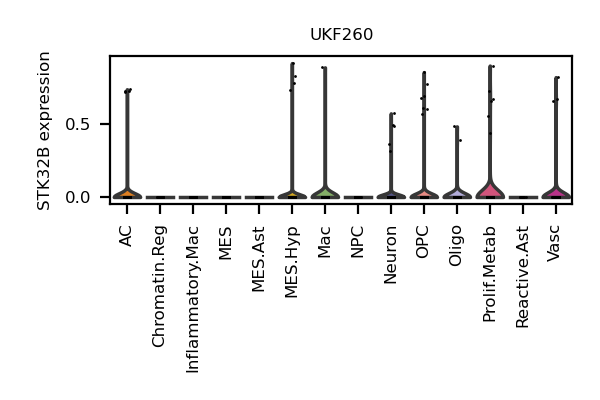 UKF260
STK32B expression
0.5
0.0
AC
Chromatin.Reg
Inflammatory.Mac
MES
MES.Ast
MES.Hyp
Mac
NPC
Neuron
OPC
Oligo
Prolif.Metab
Reactive.Ast
Vasc